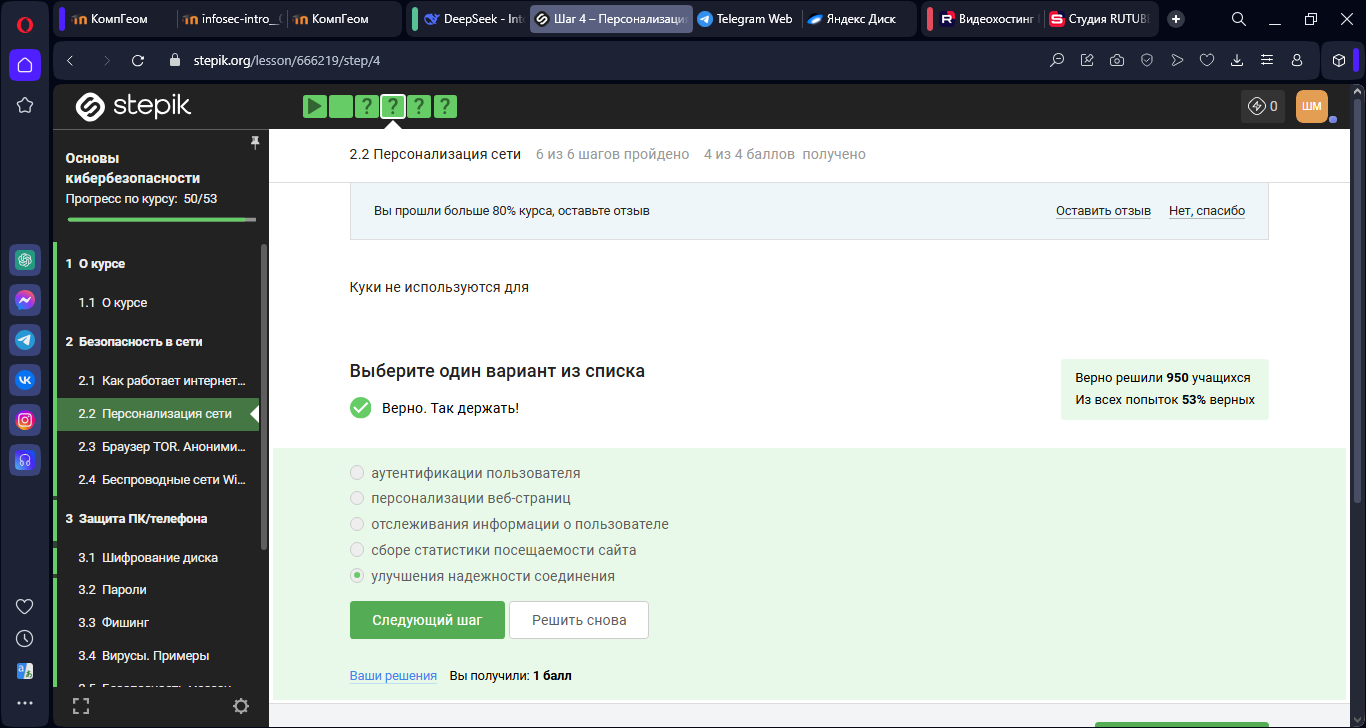 КомпГеом
infosec-intro__
КомпГеом
DeepSeek - Int
Шаг 4 – Персонализаци
Telegram Web
Яндекс Диск
Видеохостинг
Студия RUTUBE
stepik.org/lesson/666219/step/4
stepik
? ? ? ?
0
ШМ
Основы
кибербезопасности
Прогресс по курсу: 50/53
1 О курсе
1.1 О курсе
2 Безопасность в сети
2.1 Как работает интернет...
2.2 Персонализация сети
2.3 Браузер TOR. Аноними...
2.4 Беспроводные сети Wi...
3 Защита ПК/телефона
3.1 Шифрование диска
3.2 Пароли
3.3 Фишинг
3.4 Вирусы. Примеры
2.2 Персонализация сети 6 из 6 шагов пройдено 4 из 4 баллов получено
Вы прошли больше 80% курса, оставьте отзыв
Оставить отзыв Нет, спасибо
Куки не используются для
Выберите один вариант из списка
Верно. Так держать!
Верно решили 950 учащихся
Из всех попыток 53% верных
аутентификации пользователя
персонализации веб-страниц
отслеживания информации о пользователе
сборе статистики посещаемости сайта
улучшения надежности соединения
Следующий шаг
Решить снова
Ваши решения Вы получили: 1 балл